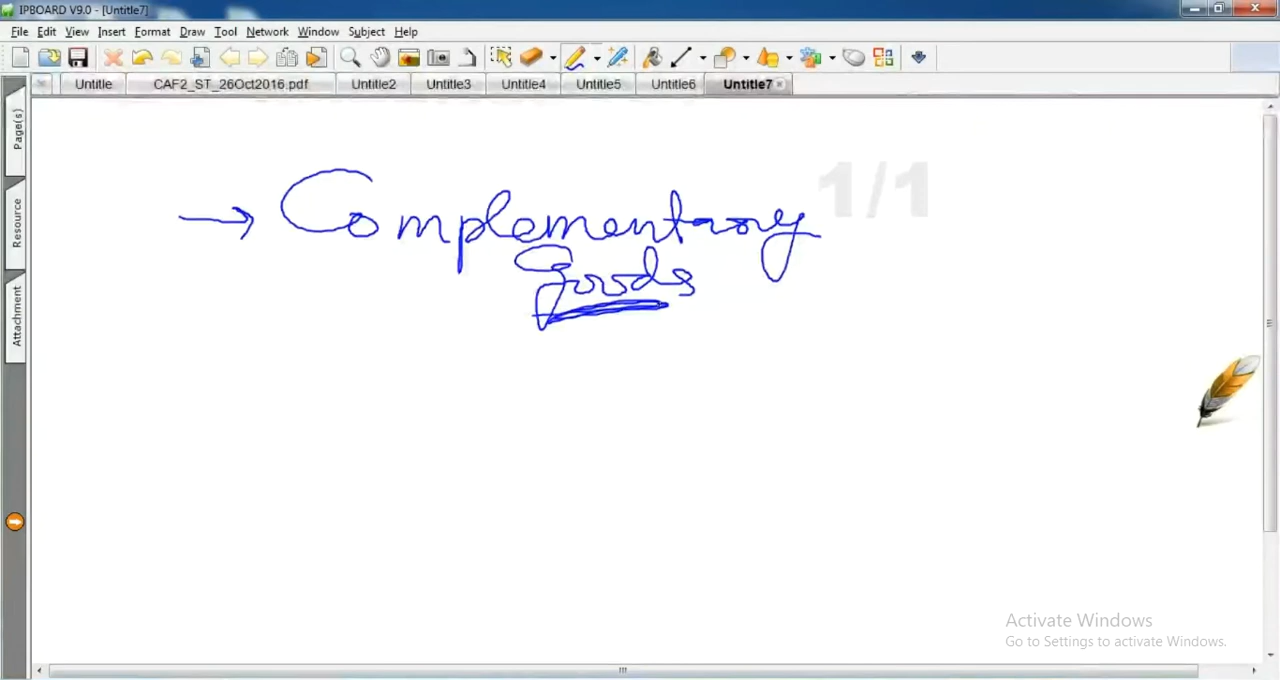 IPBOARD V9.0 - [Untitle7]
File Edit View Insert Format Draw Tool Network Window Subject Help
Untitle CAF2_ST_26Oct2016.pdf Untitle2 Untitle3 Untitle4 Untitle5 Untitle6 Untitle7
Page(s)
Resource
Attachment
1/1
→ Complementary
Goods
Activate Windows
Go to Settings to activate Windows.